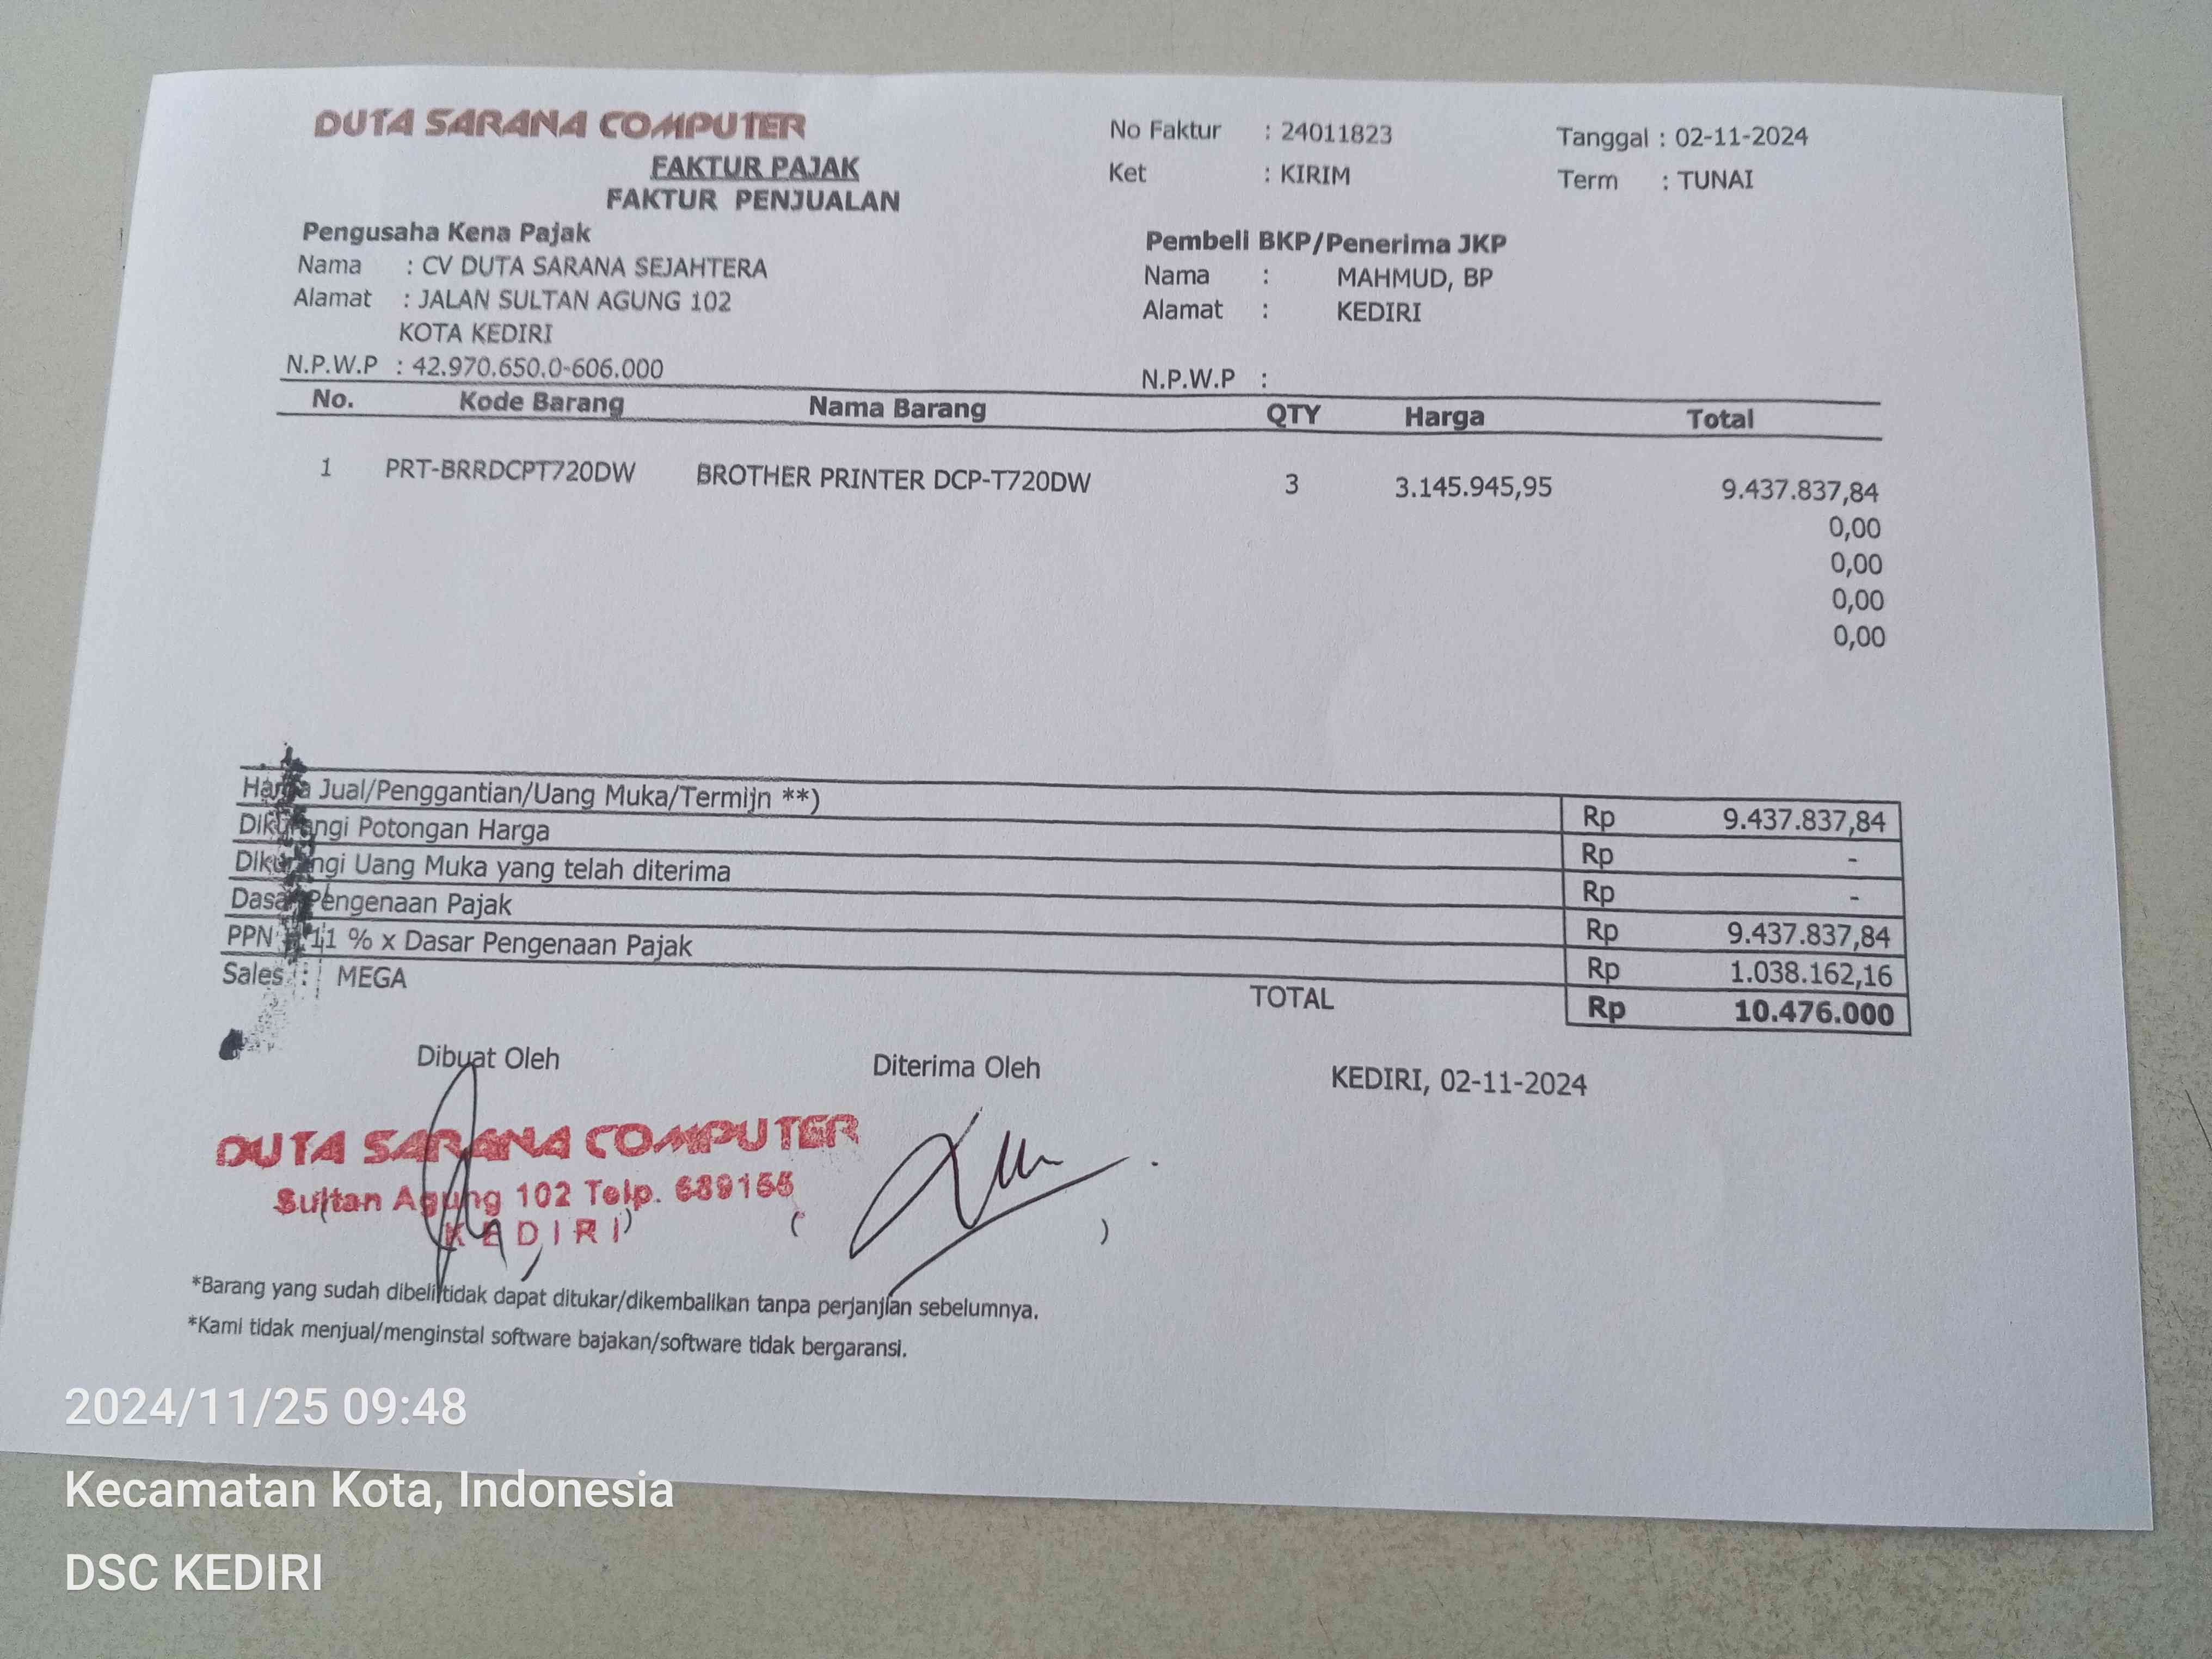 DUTA SARANA COMPUTER
FAKTUR PAJAK
FAKTUR PENJUALAN
No Faktur : 24011823
Ket : KIRIM
Tanggal : 02-11-2024
Term : TUNAI
Pengusaha Kena Pajak
Nama : CV DUTA SARANA SEJAHTERA
Alamat : JALAN SULTAN AGUNG 102
KOTA KEDIRI
N.P.W.P : 42.970.650.0-606.000
Pembeli BKP/Penerima JKP
Nama : MAHMUD, BP
Alamat : KEDIRI
N.P.W.P :
No. Kode Barang Nama Barang QTY Harga Total
1 PRT-BRRDCPT720DW BROTHER PRINTER DCP-T720DW 3 3.145.945,95 9.437.837,84
0,00
0,00
0,00
0,00
Harga Jual/Penggantian/Uang Muka/Termijn **) Rp 9.437.837,84
Dikurangi Potongan Harga Rp -
Dikurangi Uang Muka yang telah diterima Rp -
Dasar Pengenaan Pajak Rp 9.437.837,84
PPN = 11 % x Dasar Pengenaan Pajak Rp 1.038.162,16
Sales : MEGA TOTAL Rp 10.476.000
Dibuat Oleh Diterima Oleh KEDIRI, 02-11-2024
DUTA SARANA COMPUTER
Sultan Agung 102 Telp. 689155
KEDIRI
*Barang yang sudah dibeli tidak dapat ditukar/dikembalikan tanpa perjanjian sebelumnya.
*Kami tidak menjual/menginstal software bajakan/software tidak bergaransi.
2024/11/25 09:48
Kecamatan Kota, Indonesia
DSC KEDIRI